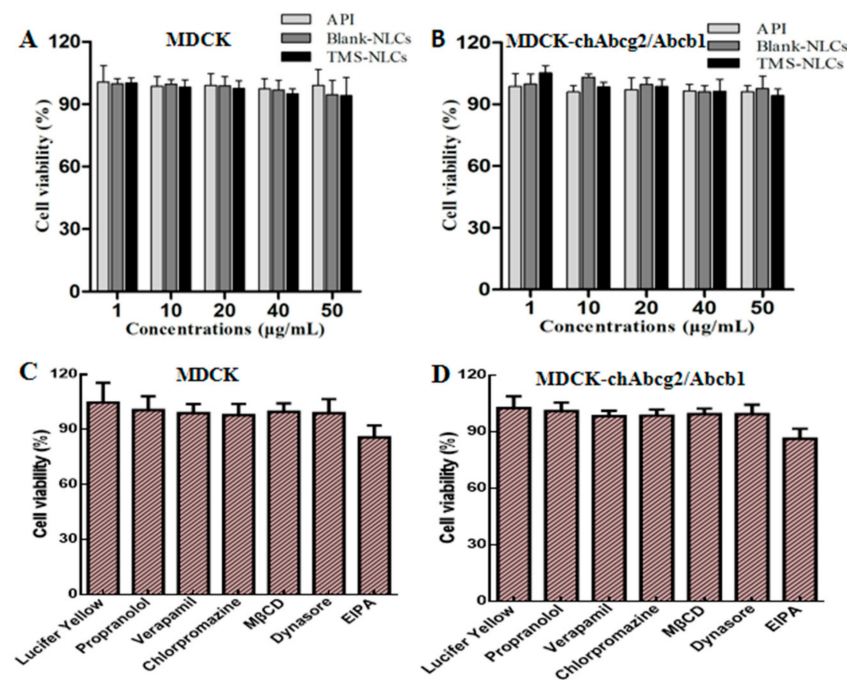 A
MDCK
API
Blank-NLCs
TMS-NLCs
Cell viability (%)
120
90
60
30
0
1 10 20 40 50
Concentrations (μg/mL)
B
MDCK-chAbcg2/Abcb1
API
Blank-NLCs
TMS-NLCs
Cell viability (%)
120
90
60
30
0
1 10 20 40 50
Concentrations (μg/mL)
C
MDCK
Cell viability (%)
120
90
60
30
0
Lucifer Yellow
Propranolol
Verapamil
Chlorpromazine
MβCD
Dynasore
EIPA
D
MDCK-chAbcg2/Abcb1
Cell viability (%)
120
90
60
30
0
Lucifer Yellow
Propranolol
Verapamil
Chlorpromazine
MβCD
Dynasore
EIPA